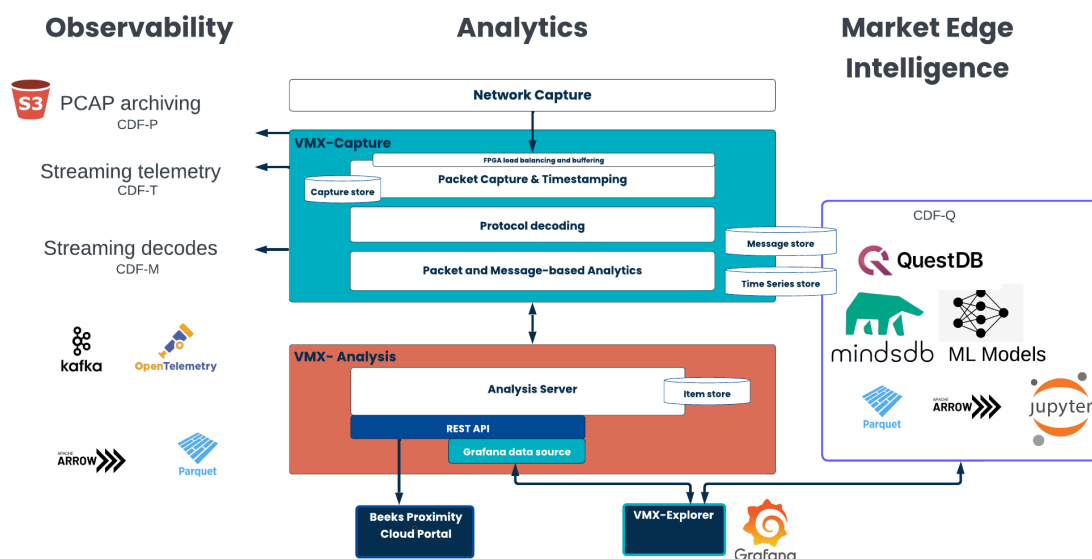 Observability
Analytics
Market Edge
Intelligence
S3
PCAP archiving
CDF-P
Streaming telemetry
CDF-T
Streaming decodes
CDF-M
kafka
OpenTelemetry
APACHE
ARROW
Parquet
Network Capture
VMX-Capture
FPGA load balancing and buffering
Packet Capture & Timestamping
Capture store
Protocol decoding
Message store
Packet and Message-based Analytics
Time Series store
VMX- Analysis
Analysis Server
Item store
REST API
Grafana data source
Beeks Proximity
Cloud Portal
VMX-Explorer
Grafana
CDF-Q
QuestDB
mindsdb
ML Models
Parquet
APACHE
ARROW
jupyter